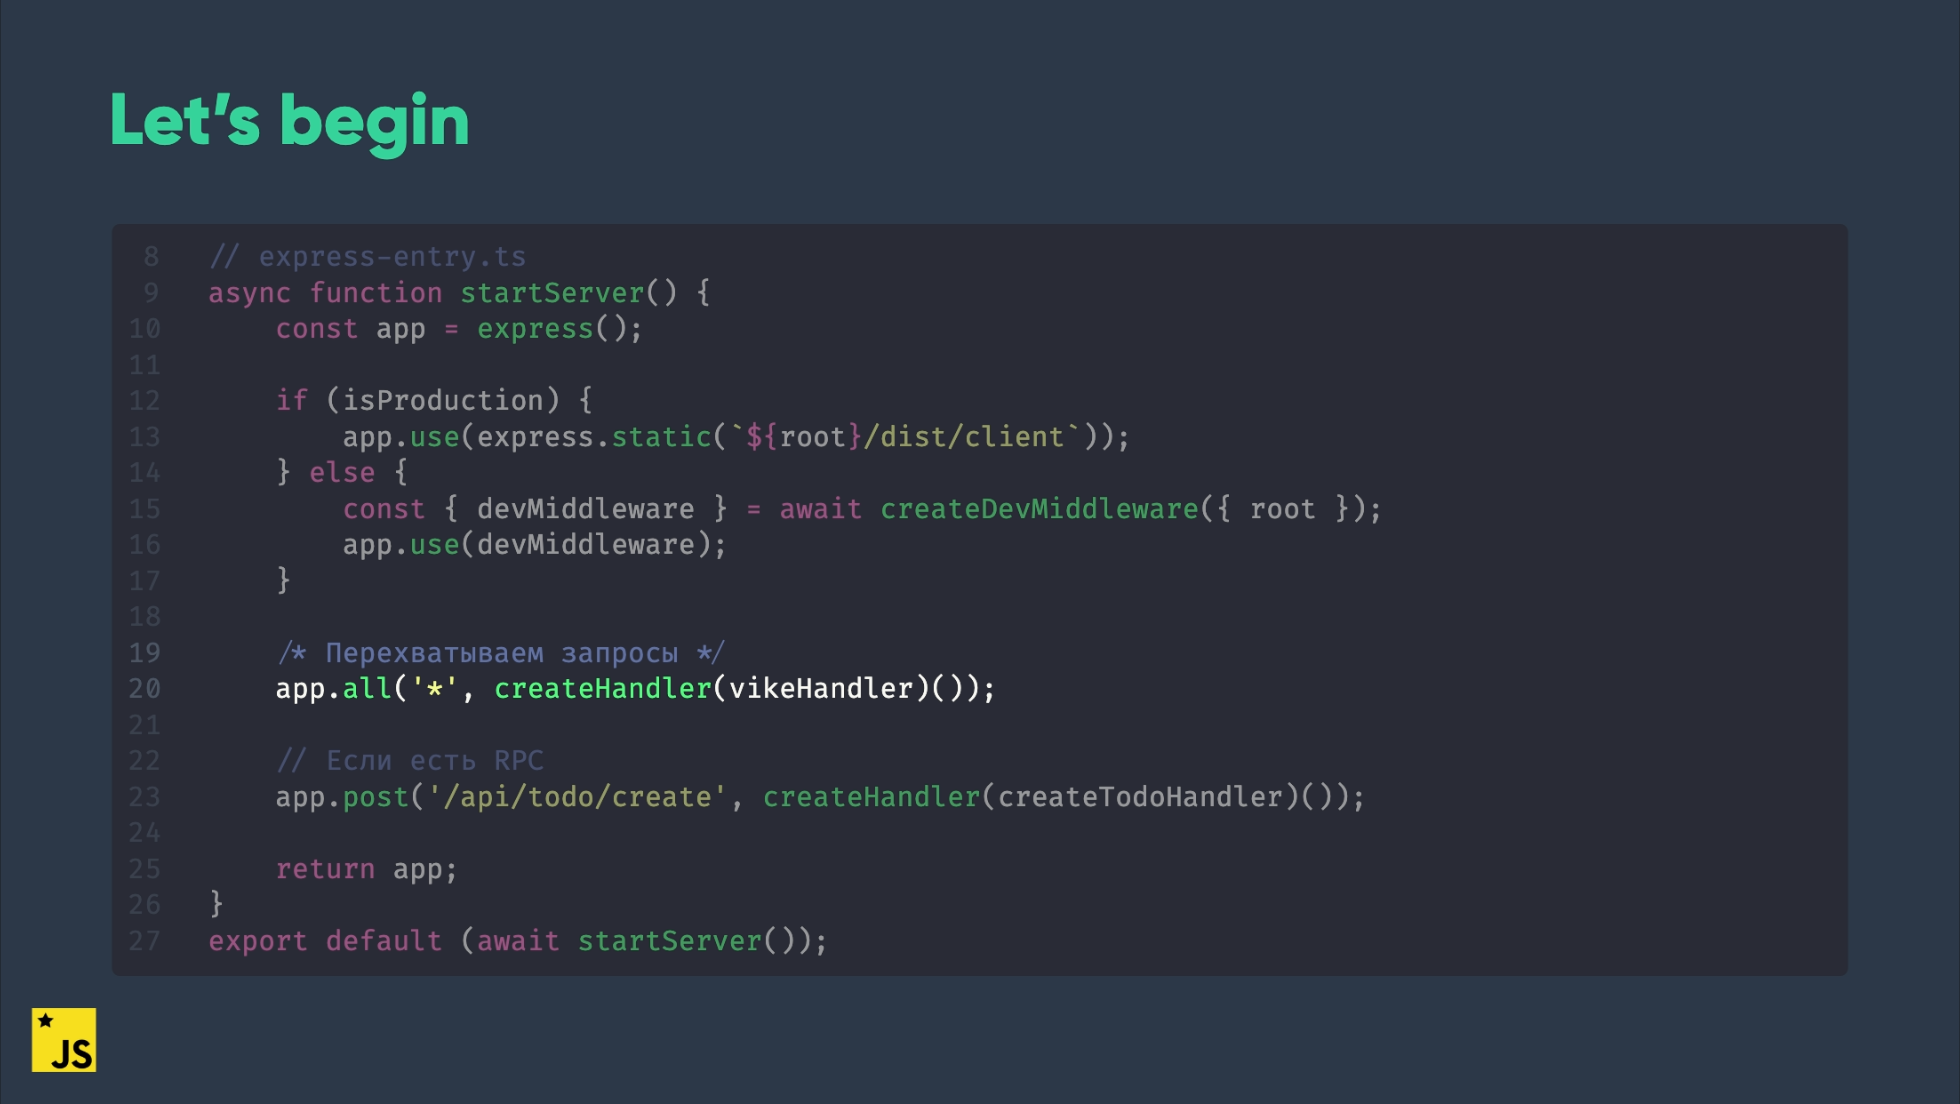 Let's begin
8 // express-entry.ts
9 async function startServer() {
10     const app = express();
11
12     if (isProduction) {
13         app.use(express.static(`${root}/dist/client`));
14     } else {
15         const { devMiddleware } = await createDevMiddleware({ root });
16         app.use(devMiddleware);
17     }
18
19     /* Перехватываем запросы */
20     app.all('*', createHandler(vikeHandler)());
21
22     // Если есть RPC
23     app.post('/api/todo/create', createHandler(createTodoHandler)());
24
25     return app;
26 }
27 export default (await startServer());
JS